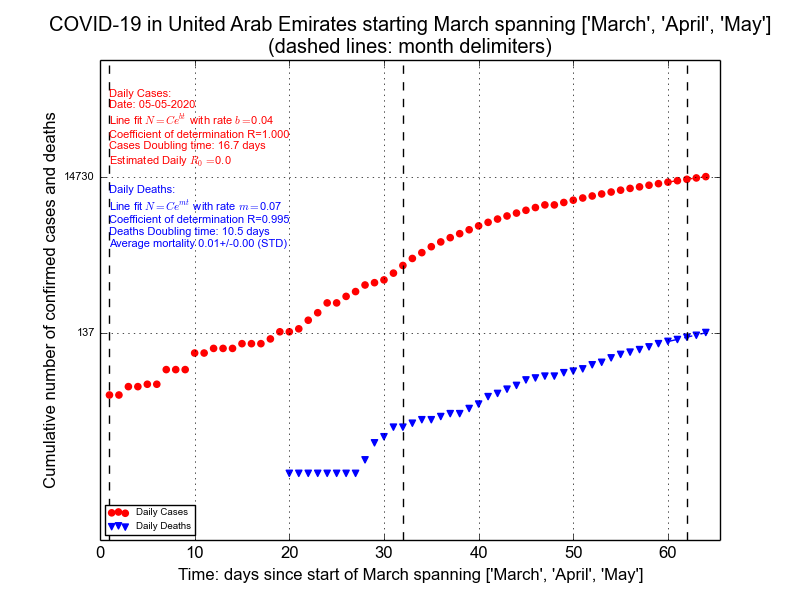 COVID-19 in United Arab Emirates starting March spanning ['March', 'April', 'May']
(dashed lines: month delimiters)
Daily Cases:
Date: 05-05-2020
Line fit N = Ce^{bt} with rate b =0.04
Coefficient of determination R=1.000
Cases Doubling time: 16.7 days
Estimated Daily R_0 =0.0
Daily Deaths:
Line fit N = Ce^{mt} with rate m =0.07
Coefficient of determination R=0.995
Deaths Doubling time: 10.5 days
Average mortality 0.01+/-0.00 (STD)
14730
137
Cumulative number of confirmed cases and deaths
Daily Cases
Daily Deaths
0 10 20 30 40 50 60
Time: days since start of March spanning ['March', 'April', 'May']